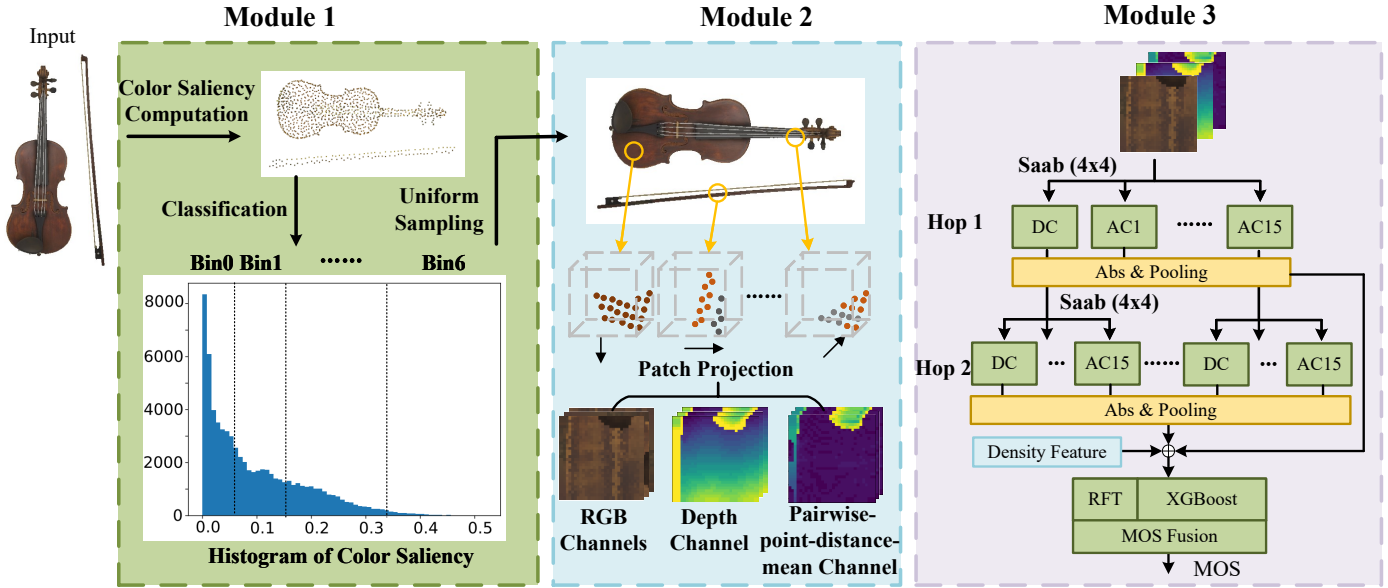 Module 1
Module 2
Module 3
Input
Color Saliency
Computation
Classification
Uniform
Sampling
Bin0 Bin1 ...... Bin6
8000
6000
4000
2000
0
0.0 0.1 0.2 0.3 0.4 0.5
Histogram of Color Saliency
......
Patch Projection
RGB
Channels
Depth
Channel
Pairwise-
point-distance-
mean Channel
Saab (4x4)
Hop 1
DC AC1 ...... AC15
Abs & Pooling
Saab (4x4)
Hop 2
DC ... AC15 ...... DC ... AC15
Abs & Pooling
Density Feature
RFT XGBoost
MOS Fusion
MOS